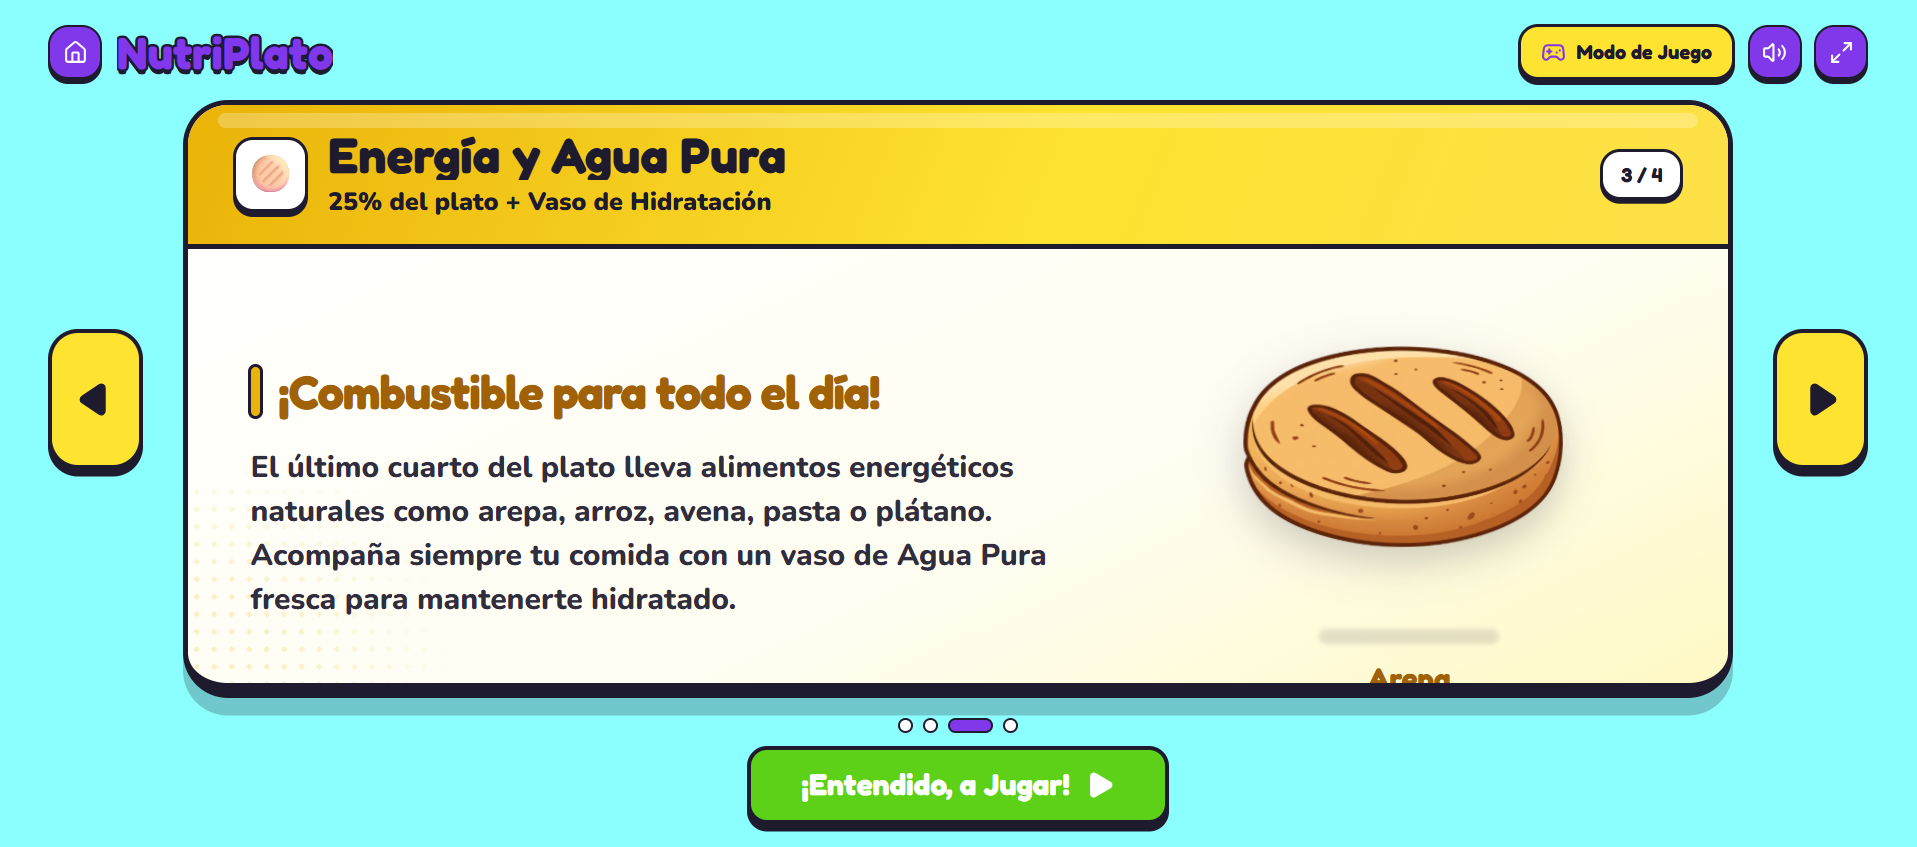 NutriPlato
Modo de Juego
Energía y Agua Pura
25% del plato + Vaso de Hidratación
3 / 4
¡Combustible para todo el día!
El último cuarto del plato lleva alimentos energéticos
naturales como arepa, arroz, avena, pasta o plátano.
Acompaña siempre tu comida con un vaso de Agua Pura
fresca para mantenerte hidratado.
Arepa
¡Entendido, a Jugar!